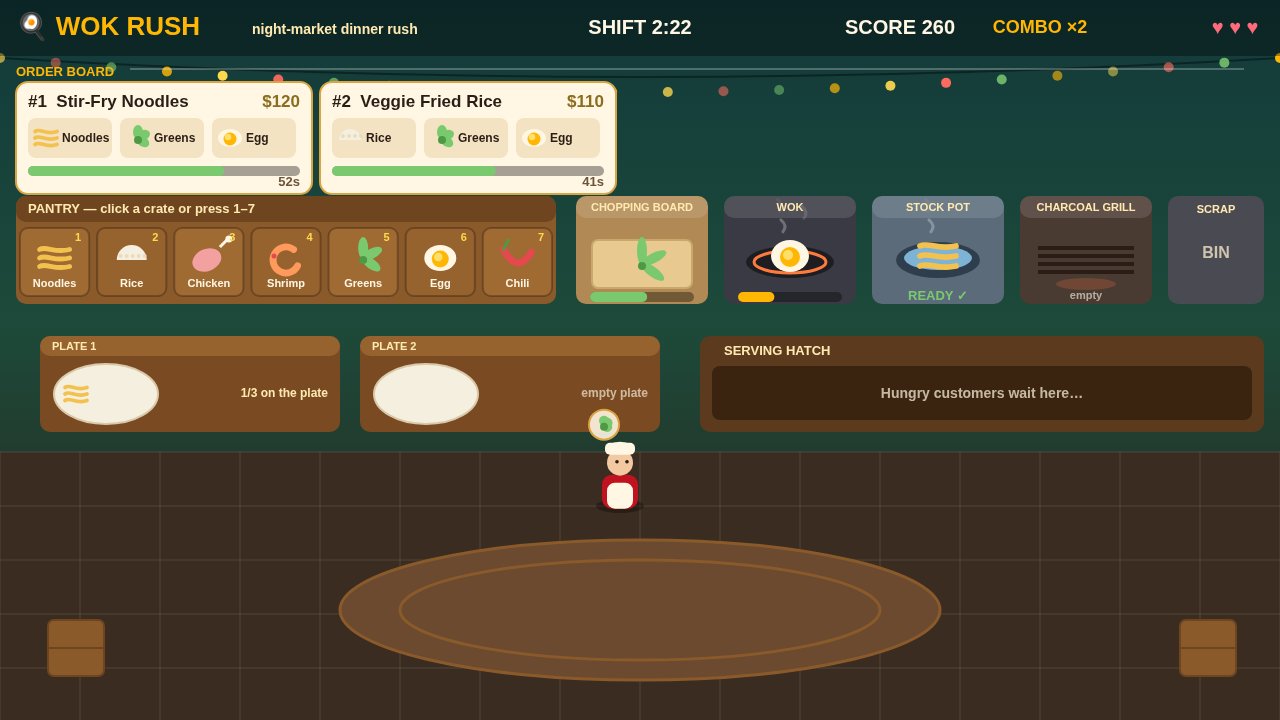 WOK RUSH
night-market dinner rush
SHIFT 2:22
SCORE 260
COMBO ×2
ORDER BOARD
#1 Stir-Fry Noodles $120
Noodles Greens Egg
52s
#2 Veggie Fried Rice $110
Rice Greens Egg
41s
PANTRY — click a crate or press 1–7
1 2 3 4 5 6 7
Noodles Rice Chicken Shrimp Greens Egg Chili
CHOPPING BOARD
WOK
STOCK POT
READY ✓
CHARCOAL GRILL
empty
SCRAP
BIN
PLATE 1
1/3 on the plate
PLATE 2
empty plate
SERVING HATCH
Hungry customers wait here…